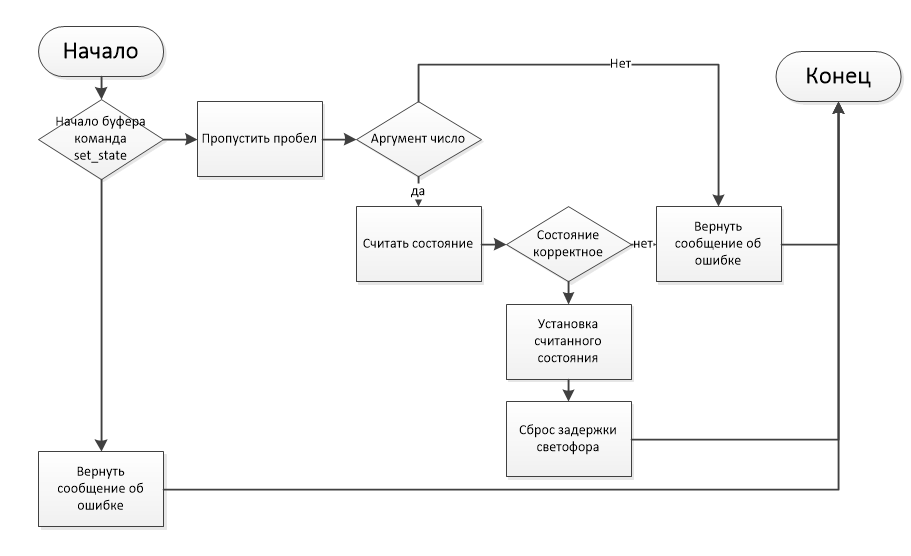 Начало
Конец
Нет
Начало буфера
команда
set_state
Пропустить пробел
Аргумент число
да
Считать состояние
Состояние
корректное
нет
Вернуть
сообщение об
ошибке
Установка
считанного
состояния
Сброс задержки
светофора
Вернуть
сообщение об
ошибке